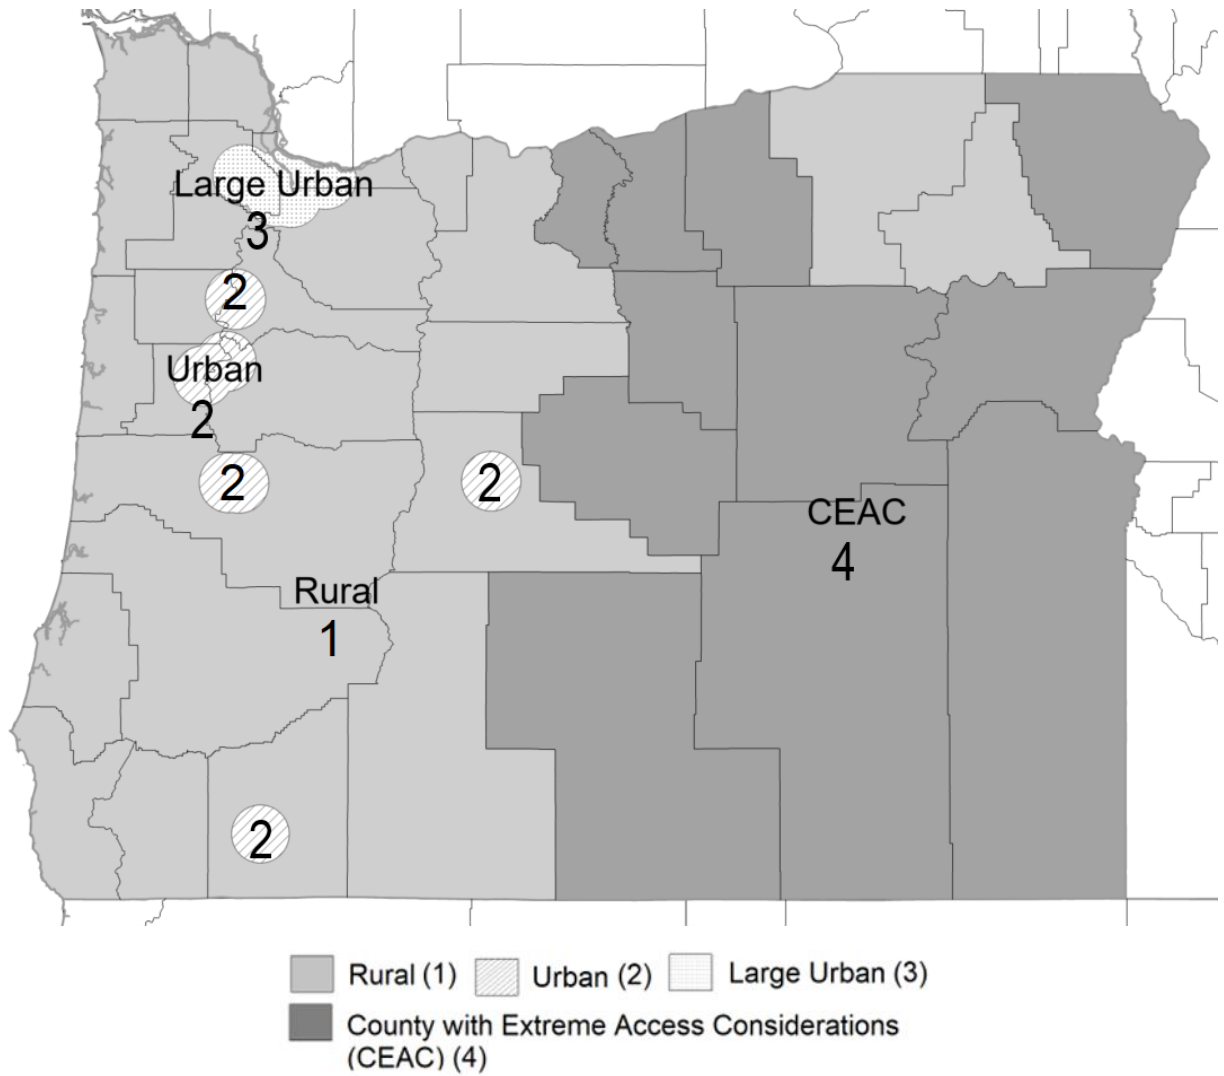 Large Urban
3
2
Urban
2
2
2
CEAC
4
Rural
1
2
Rural (1)
Urban (2)
Large Urban (3)
County with Extreme Access Considerations
(CEAC) (4)